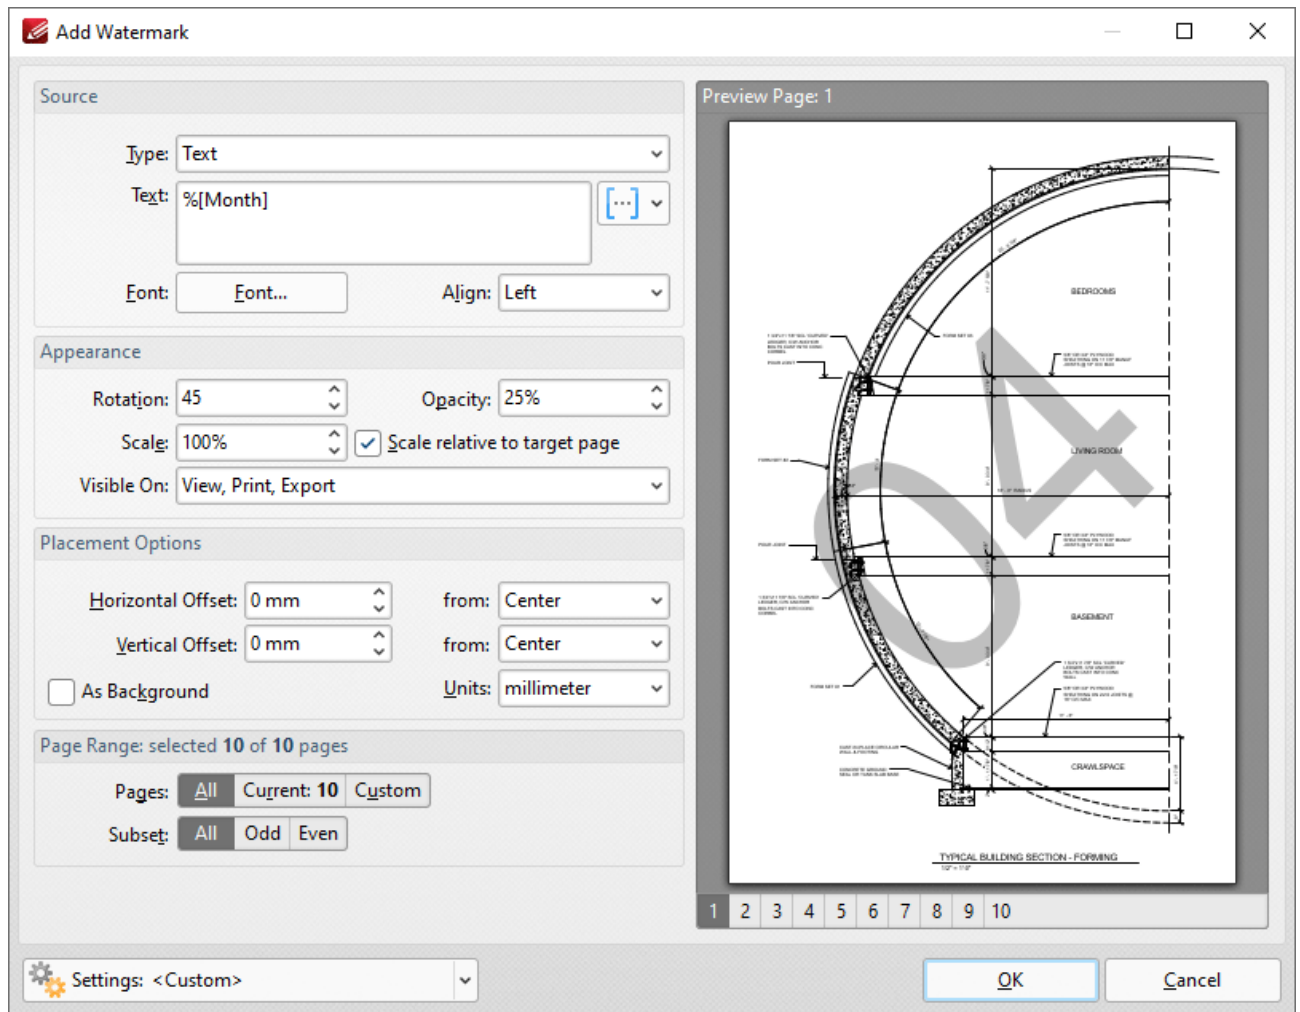 Add Watermark
Source
Type: Text
Text: %[Month]
Font: Font... Align: Left
Appearance
Rotation: 45 Opacity: 25%
Scale: 100% Scale relative to target page
Visible On: View, Print, Export
Placement Options
Horizontal Offset: 0 mm from: Center
Vertical Offset: 0 mm from: Center
As Background Units: millimeter
Page Range: selected 10 of 10 pages
Pages: All Current: 10 Custom
Subset: All Odd Even
Preview Page: 1
BEDROOMS
LIVING ROOM
04
BASEMENT
CRAWLSPACE
TYPICAL BUILDING SECTION - FORMING
1 2 3 4 5 6 7 8 9 10
Settings: <Custom>
OK Cancel